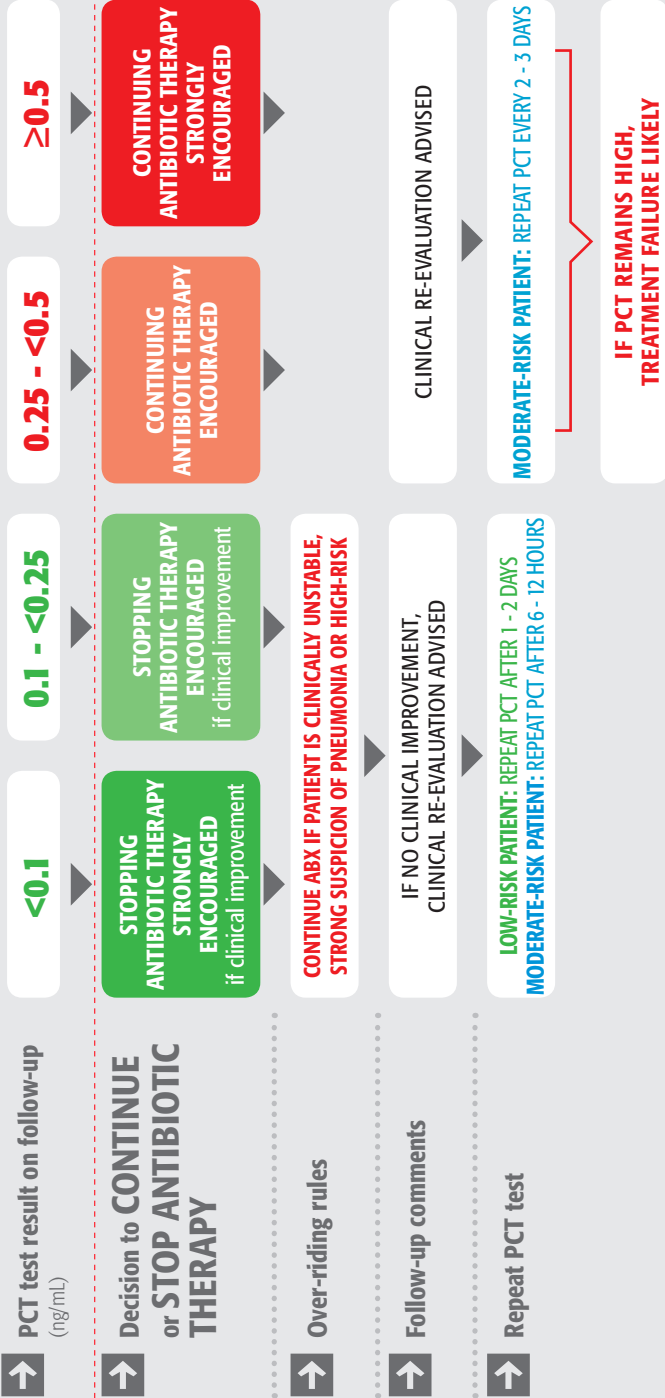 PCT test result on follow-up
(ng/mL)
<0.1
0.1 - <0.25
0.25 - <0.5
≥0.5
Decision to CONTINUE
or STOP ANTIBIOTIC
THERAPY
STOPPING
ANTIBIOTIC THERAPY
STRONGLY
ENCOURAGED
if clinical improvement
STOPPING
ANTIBIOTIC THERAPY
ENCOURAGED
if clinical improvement
CONTINUING
ANTIBIOTIC THERAPY
ENCOURAGED
CONTINUING
ANTIBIOTIC THERAPY
STRONGLY
ENCOURAGED
Over-riding rules
CONTINUE ABX IF PATIENT IS CLINICALLY UNSTABLE,
STRONG SUSPICION OF PNEUMONIA OR HIGH-RISK
Follow-up comments
IF NO CLINICAL IMPROVEMENT,
CLINICAL RE-EVALUATION ADVISED
CLINICAL RE-EVALUATION ADVISED
Repeat PCT test
LOW-RISK PATIENT: REPEAT PCT AFTER 1 - 2 DAYS
MODERATE-RISK PATIENT: REPEAT PCT AFTER 6 - 12 HOURS
MODERATE-RISK PATIENT: REPEAT PCT EVERY 2 - 3 DAYS
IF PCT REMAINS HIGH,
TREATMENT FAILURE LIKELY